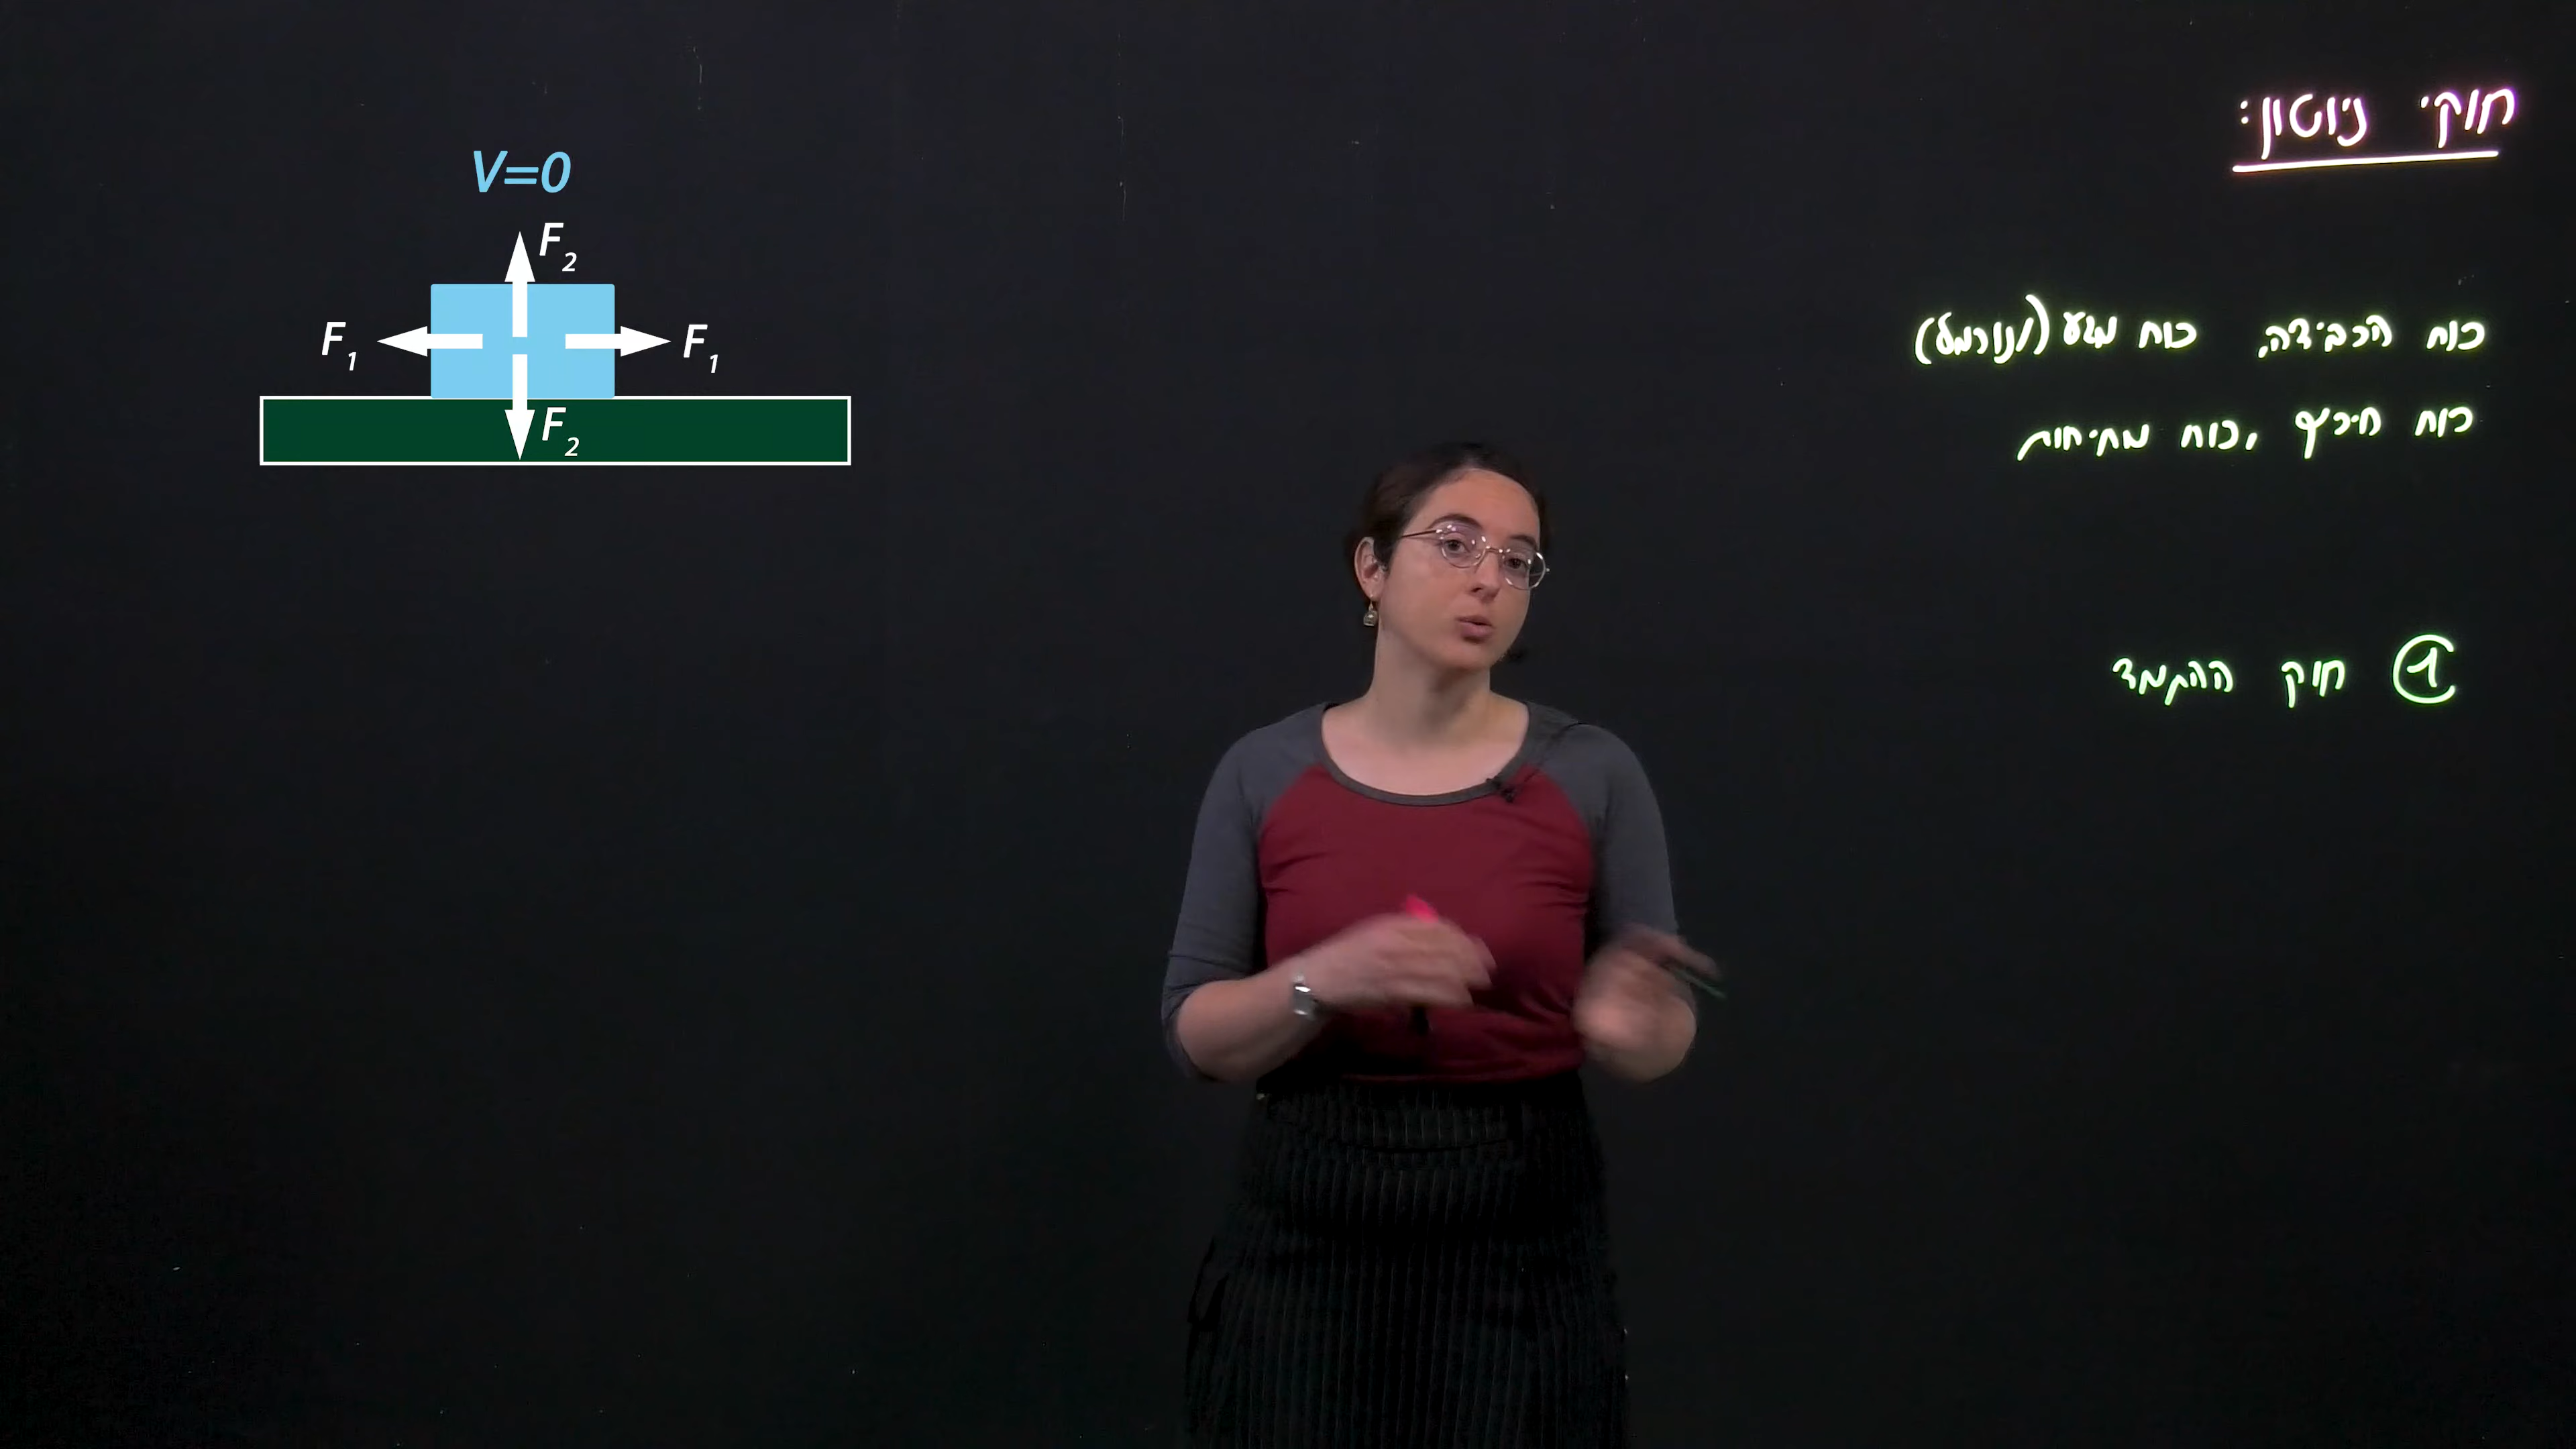 חוקי ניוטון:
כוח הכבידה, כוח מגע (/נורמל)
כוח חיכוך, כוח מתיחות
① חוק ההתמד
V=0
F₂
F₁ F₁
F₂